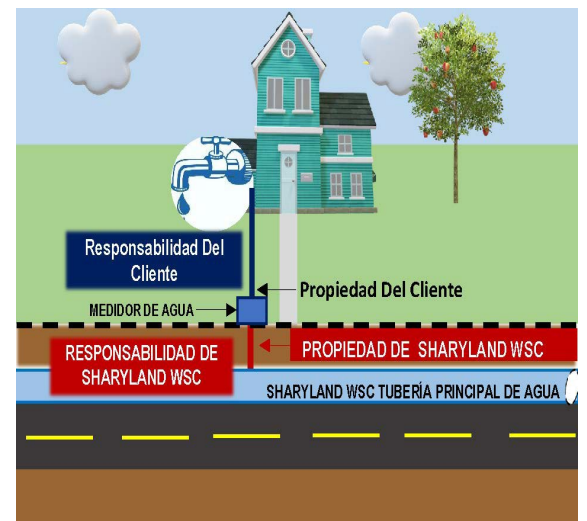 Responsabilidad Del
Cliente
Propiedad Del Cliente
MEDIDOR DE AGUA
RESPONSABILIDAD DE
SHARYLAND WSC
PROPIEDAD DE SHARYLAND WSC
SHARYLAND WSC TUBERÍA PRINCIPAL DE AGUA